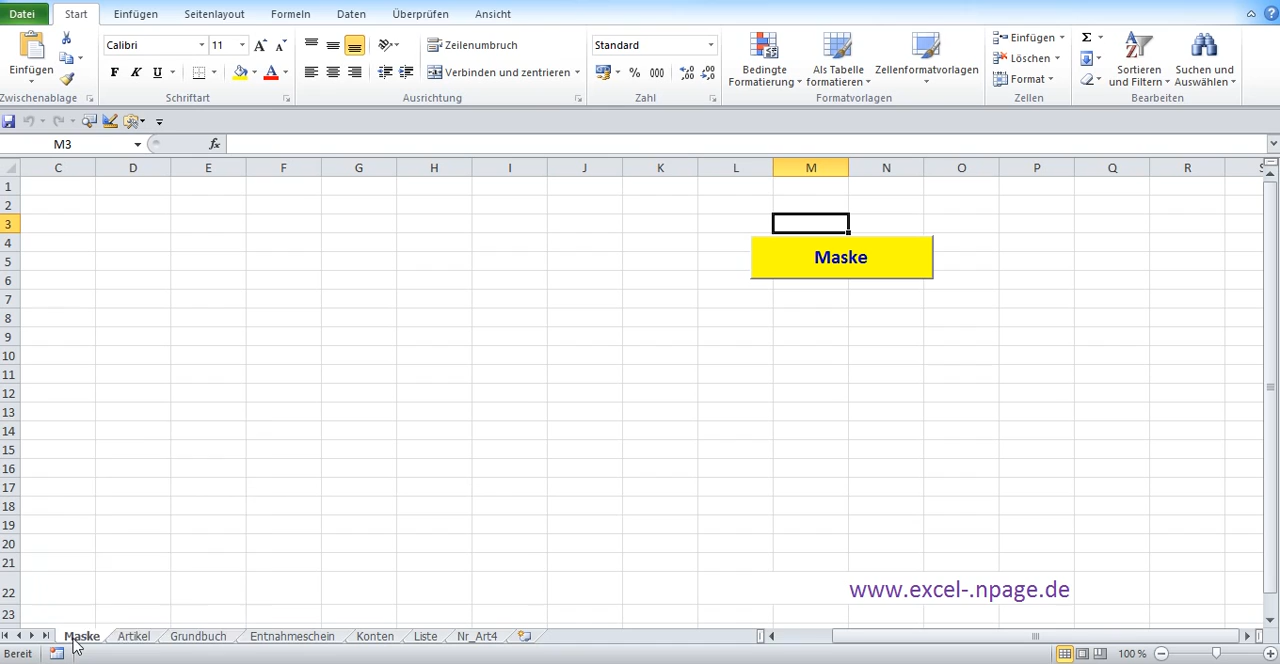 Datei Start Einfügen Seitenlayout Formeln Daten Überprüfen Ansicht
Calibri 11 Zeilenumbruch Standard Einfügen Σ
Einfügen F K U Verbinden und zentrieren % 000 Bedingte Formatierung Als Tabelle formatieren Zellenformatvorlagen Löschen Format Sortieren und Filtern Suchen und Auswählen
Zwischenablage Schriftart Ausrichtung Zahl Formatvorlagen Zellen Bearbeiten
M3 fx
C D E F G H I J K L M N O P Q R S
1
2
3
4
Maske
5
6
7
8
9
10
11
12
13
14
15
16
17
18
19
20
21
22 www.excel-.npage.de
23
Maske Artikel Grundbuch Entnahmeschein Konten Liste Nr_Art4
Bereit 100 %